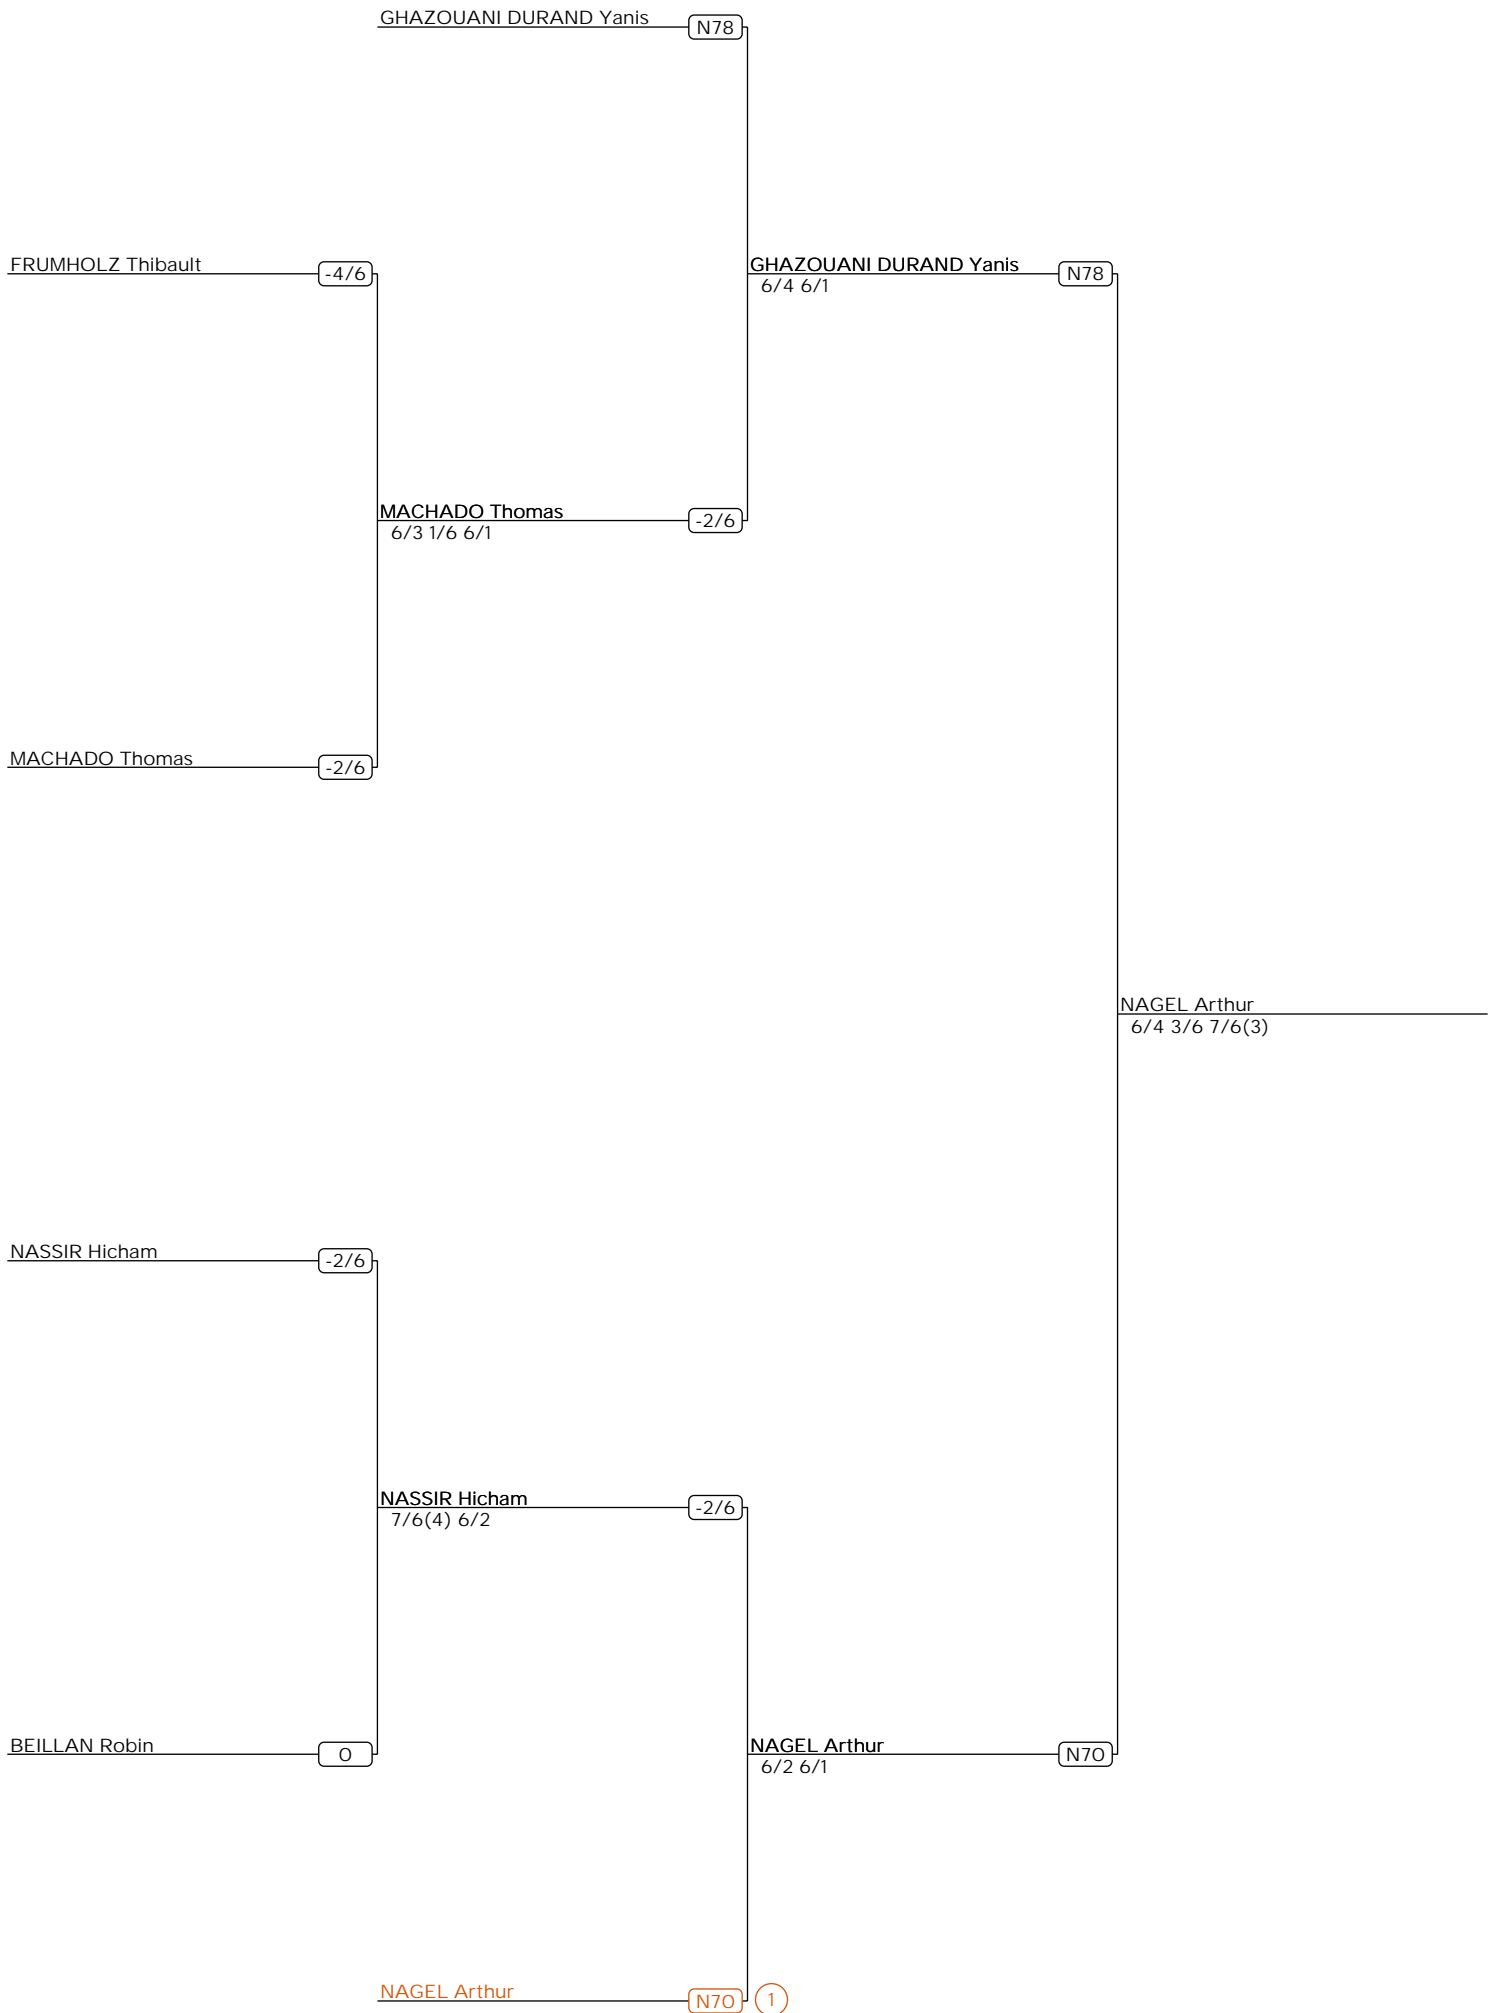 GHAZOUANI DURAND Yanis N78
FRUMHOLZ Thibault -4/6
GHAZOUANI DURAND Yanis N78
6/4 6/1
MACHADO Thomas -2/6
6/3 1/6 6/1
MACHADO Thomas -2/6
NAGEL Arthur
6/4 3/6 7/6(3)
NASSIR Hicham -2/6
NASSIR Hicham -2/6
7/6(4) 6/2
BEILLAN Robin 0
NAGEL Arthur N70
6/2 6/1
NAGEL Arthur N70 1